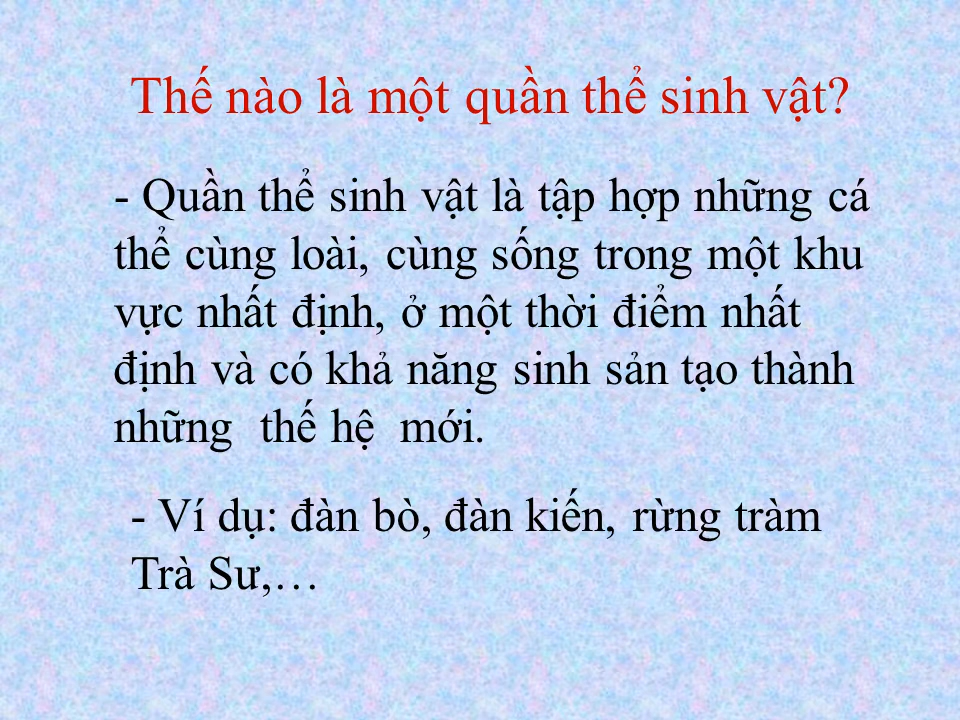 Thế nào là một quần thể sinh vật?
- Quần thể sinh vật là tập hợp những cá
thể cùng loài, cùng sống trong một khu
vực nhất định, ở một thời điểm nhất
định và có khả năng sinh sản tạo thành
những thế hệ mới.
- Ví dụ: đàn bò, đàn kiến, rừng tràm
Trà Sư,…